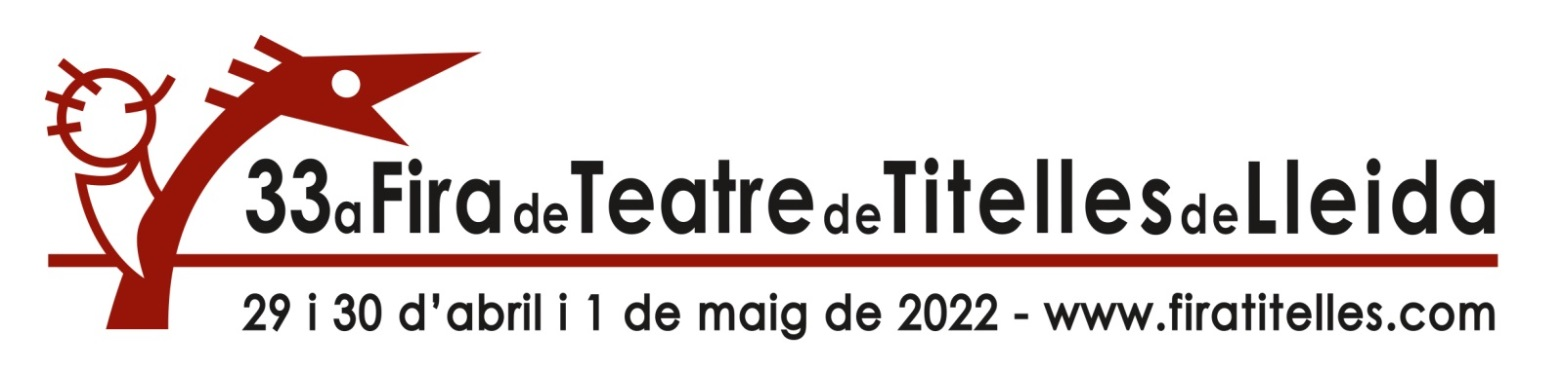 33a Fira de Teatre de Titelles de Lleida
29 i 30 d'abril i 1 de maig de 2022 - www.firatitelles.com